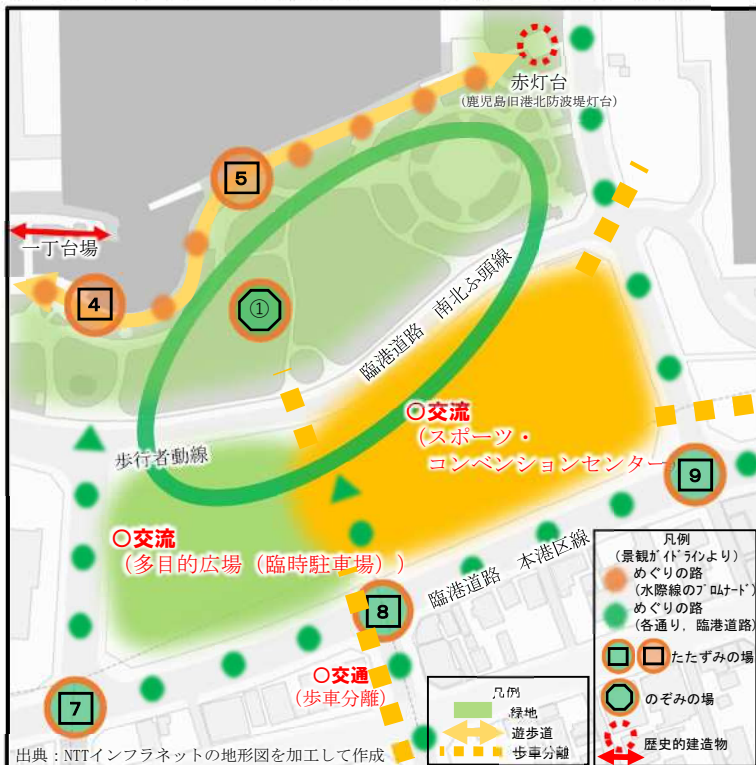 赤灯台
(鹿児島旧港北防波堤灯台)
5
一丁台場
4
①
臨港道路 南北ふ頭線
○交流
(スポーツ・
コンベンションセンター
歩行者動線
9
○交流
(多目的広場(臨時駐車場))
臨港道路 本港区線
8
○交通
(歩車分離)
7
凡例
緑地
遊歩道
歩車分離
凡例
(景観ガイドラインより)
めぐりの路
(水際線のプロムナード)
めぐりの路
(各通り,臨港道路)
たたずみの場
のぞみの場
歴史的建造物
出典:NTTインフラネットの地形図を加工して作成